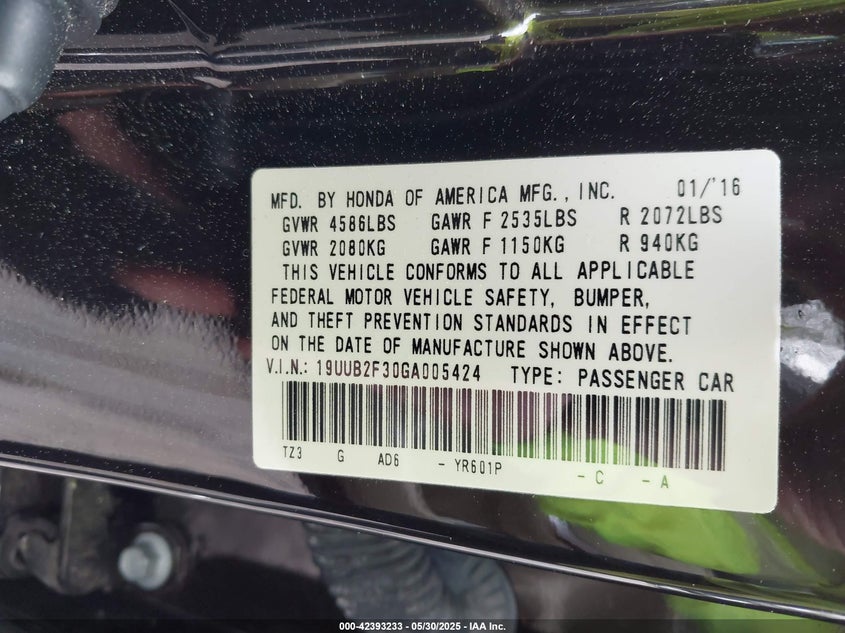 MFD. BY HONDA OF AMERICA MFG., INC. 01/'16
GVWR 4586LBS GAWR F 2535LBS R 2072LBS
GVWR 2080KG GAWR F 1150KG R 940KG
THIS VEHICLE CONFORMS TO ALL APPLICABLE
FEDERAL MOTOR VEHICLE SAFETY, BUMPER,
AND THEFT PREVENTION STANDARDS IN EFFECT
ON THE DATE OF MANUFACTURE SHOWN ABOVE.
V.I.N.: 19UUB2F30GA005424 TYPE: PASSENGER CAR
TZ3 G AD6 - YR601P - C - A
000-42393233 — 05/30/2025 — IAA Inc.